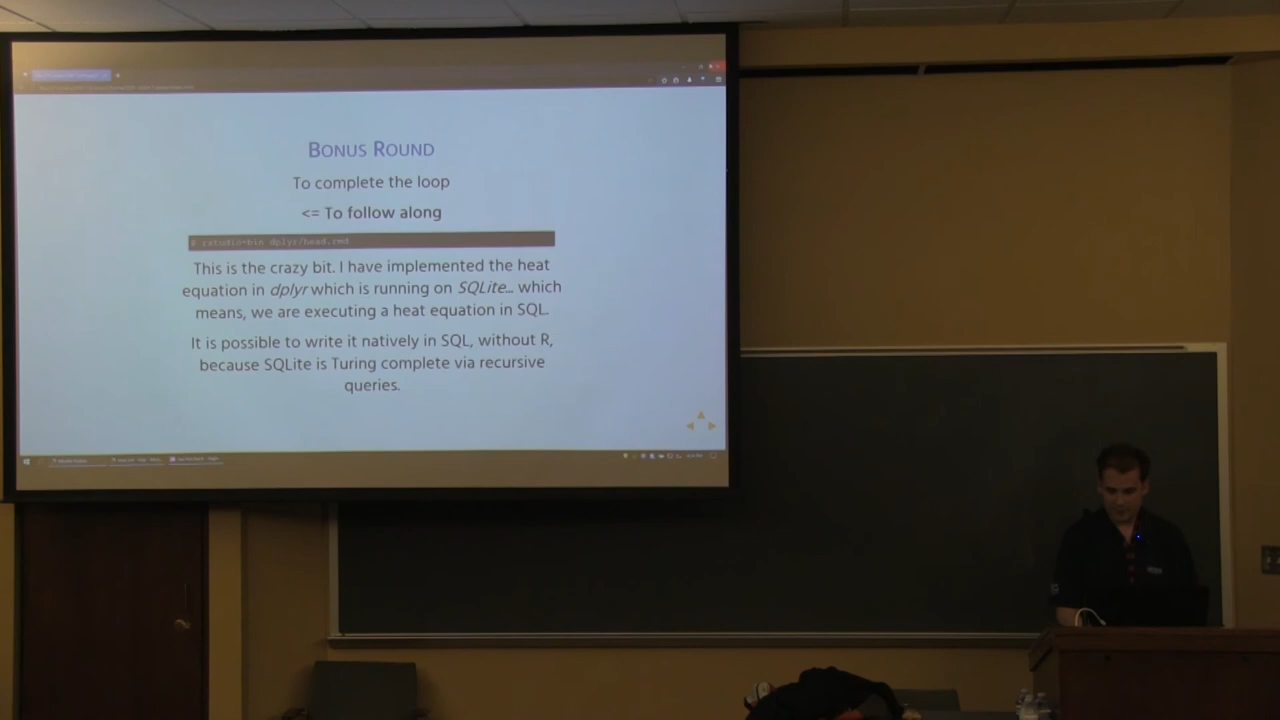 BONUS ROUND
To complete the loop
<= To follow along
# rstudio-bin dplyr/head.rmd
This is the crazy bit. I have implemented the heat
equation in dplyr which is running on SQLite... which
means, we are executing a heat equation in SQL.
It is possible to write it natively in SQL, without R,
because SQLite is Turing complete via recursive
queries.